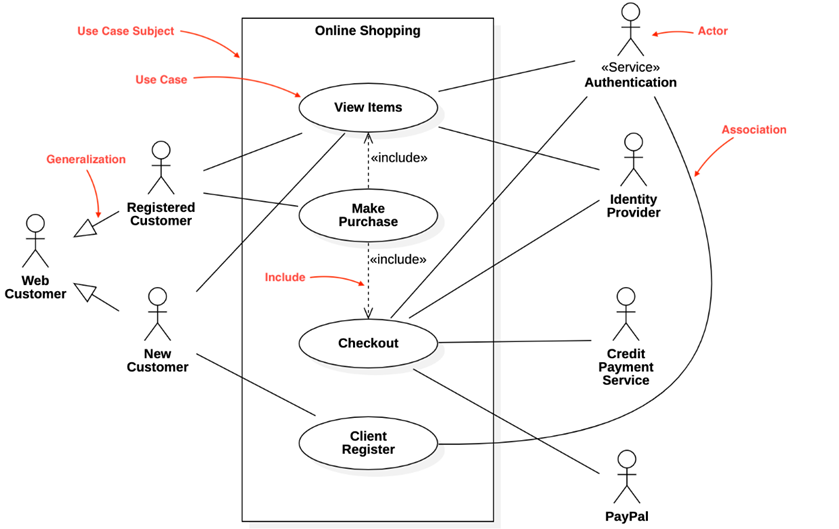 Use Case Subject
Online Shopping
Actor
«Service»
Authentication
Use Case
View Items
Association
Generalization
«include»
Registered
Customer
Make
Purchase
Identity
Provider
Web
Customer
«include»
Include
New
Customer
Checkout
Credit
Payment
Service
Client
Register
PayPal